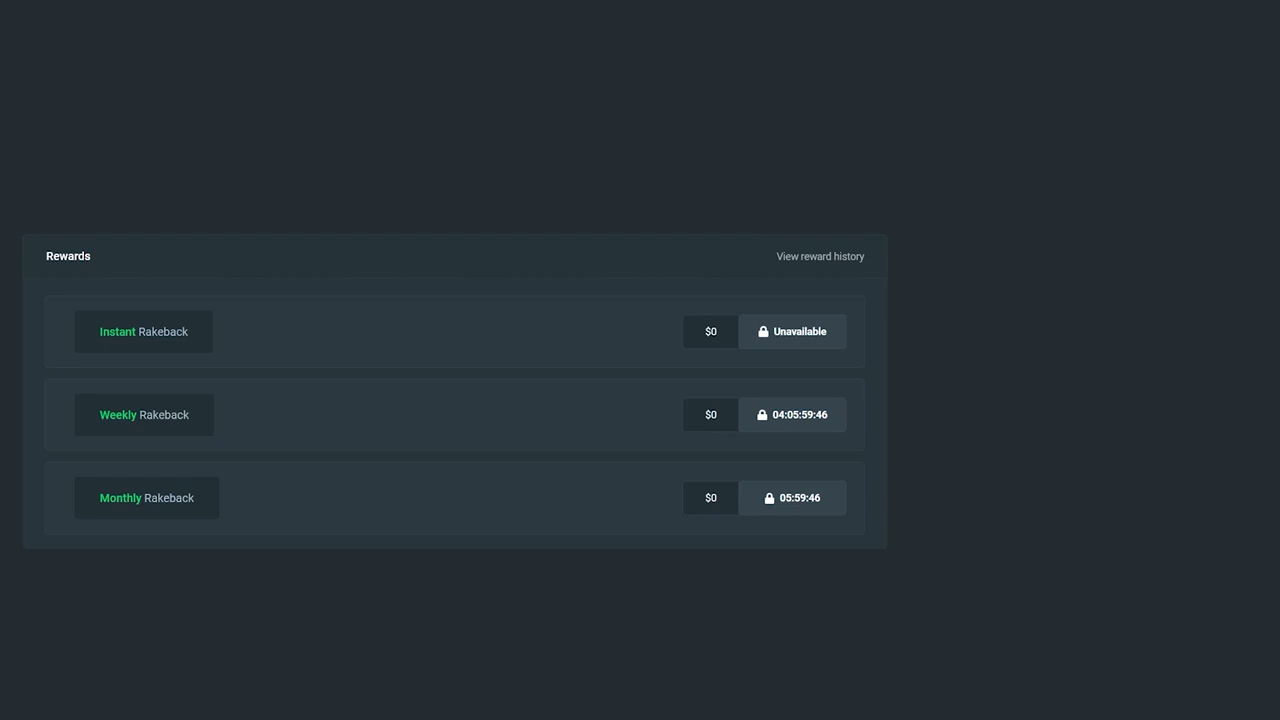 Rewards View reward history
Instant Rakeback $0 Unavailable
Weekly Rakeback $0 04:05:59:46
Monthly Rakeback $0 05:59:46